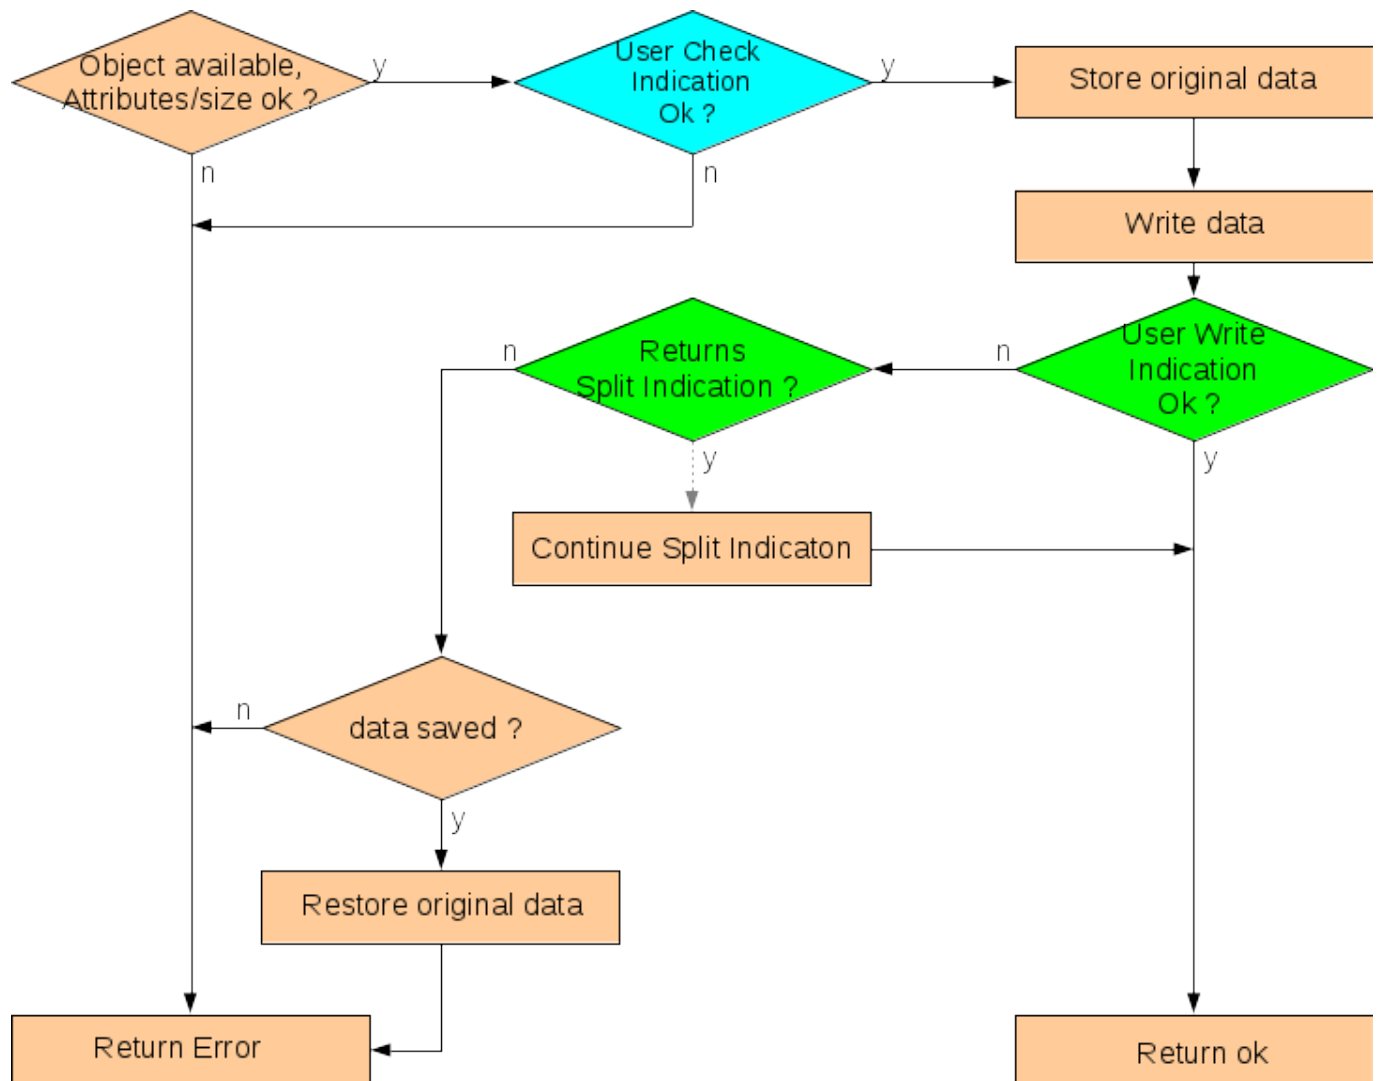 Object available,
Attributes/size ok ?
y
User Check
Indication
Ok ?
y
Store original data
n
n
Write data
User Write
Indication
Ok ?
n
Returns
Split Indication ?
n
y
y
Continue Split Indicaton
data saved ?
n
y
Restore original data
Return Error
Return ok